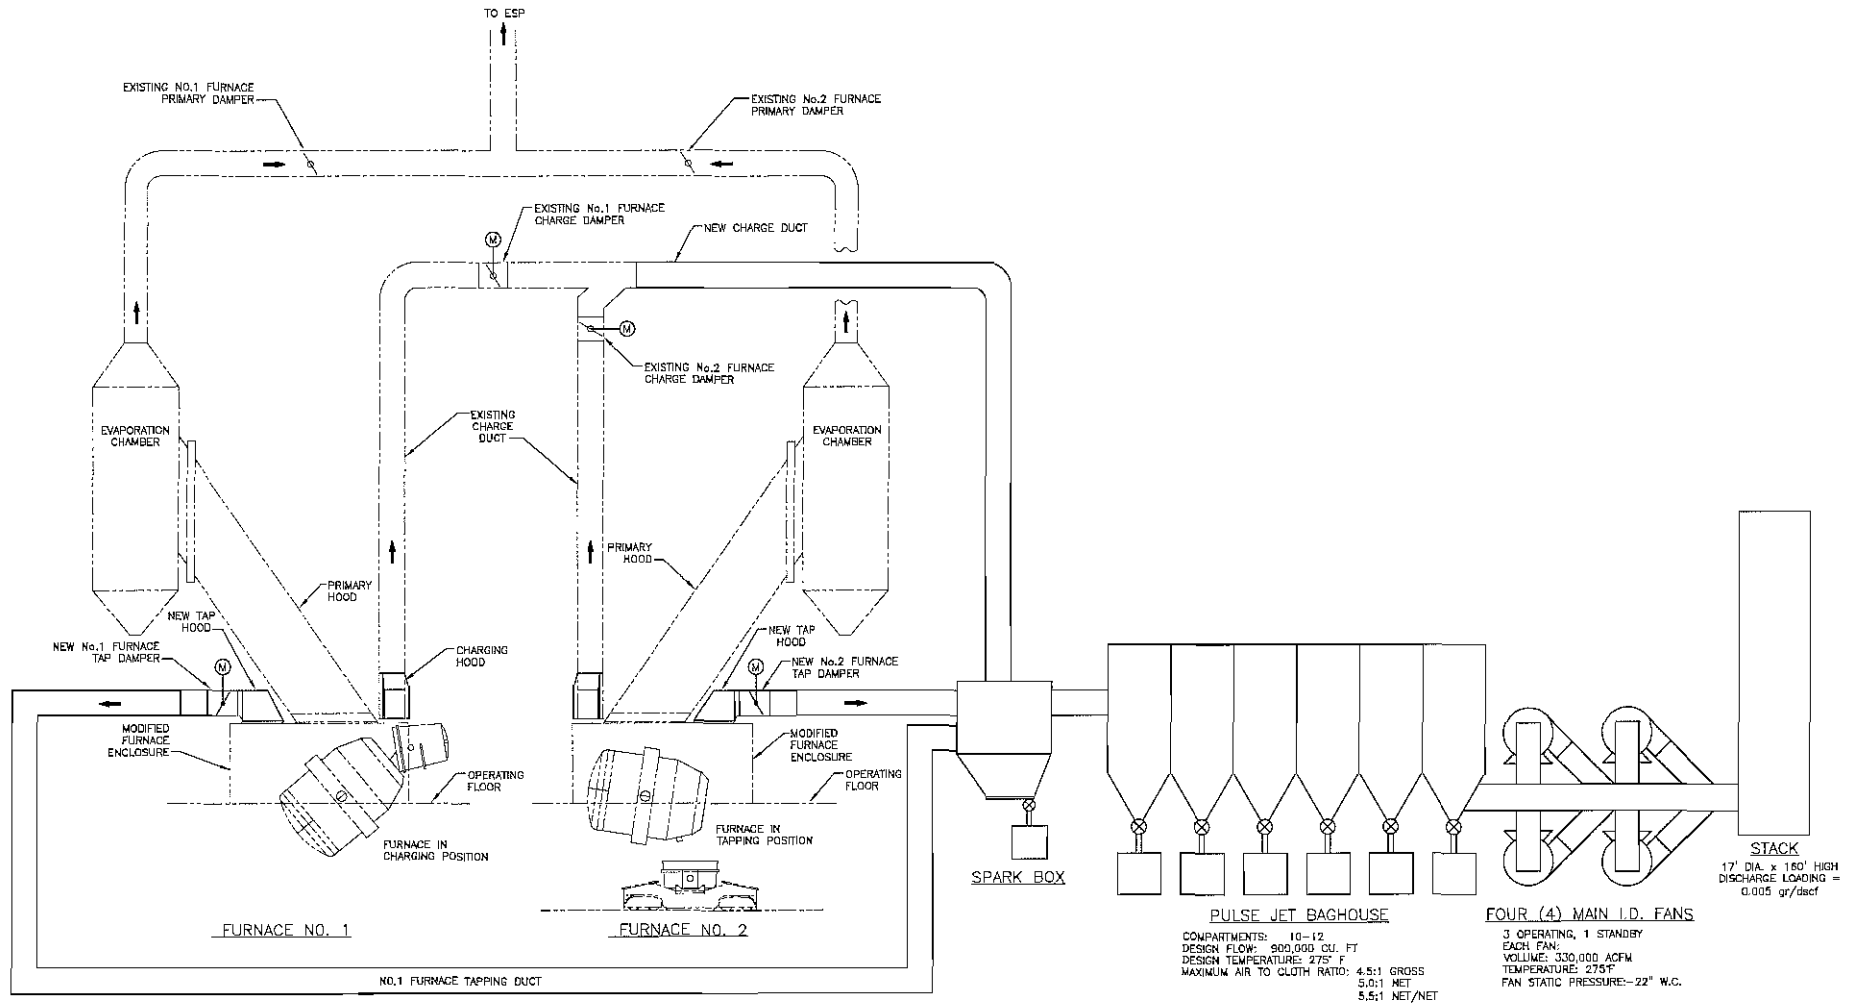 TO ESP
EXISTING NO.1 FURNACE
PRIMARY DAMPER
EXISTING No.2 FURNACE
PRIMARY DAMPER
EXISTING No.1 FURNACE
CHARGE DAMPER
NEW CHARGE DUCT
M
M
EXISTING No.2 FURNACE
CHARGE DAMPER
EXISTING
CHARGE
DUCT
EVAPORATION
CHAMBER
EVAPORATION
CHAMBER
PRIMARY
HOOD
PRIMARY
HOOD
NEW TAP
HOOD
NEW No.1 FURNACE
TAP DAMPER
M
CHARGING
HOOD
NEW TAP
HOOD
NEW No.2 FURNACE
TAP DAMPER
M
MODIFIED
FURNACE
ENCLOSURE
OPERATING
FLOOR
MODIFIED
FURNACE
ENCLOSURE
OPERATING
FLOOR
FURNACE IN
CHARGING POSITION
FURNACE IN
TAPPING POSITION
FURNACE NO. 1
FURNACE NO. 2
NO.1 FURNACE TAPPING DUCT
SPARK BOX
PULSE JET BAGHOUSE
COMPARTMENTS: 10-12
DESIGN FLOW: 900,000 CU. FT
DESIGN TEMPERATURE: 275° F
MAXIMUM AIR TO CLOTH RATIO: 4.5:1 GROSS
5.0:1 NET
5.5:1 NET/NET
FOUR (4) MAIN I.D. FANS
3 OPERATING, 1 STANDBY
EACH FAN:
VOLUME: 330,000 ACFM
TEMPERATURE: 275°F
FAN STATIC PRESSURE:-22" W.C.
STACK
17' DIA. x 160' HIGH
DISCHARGE LOADING =
0.005 gr/dscf